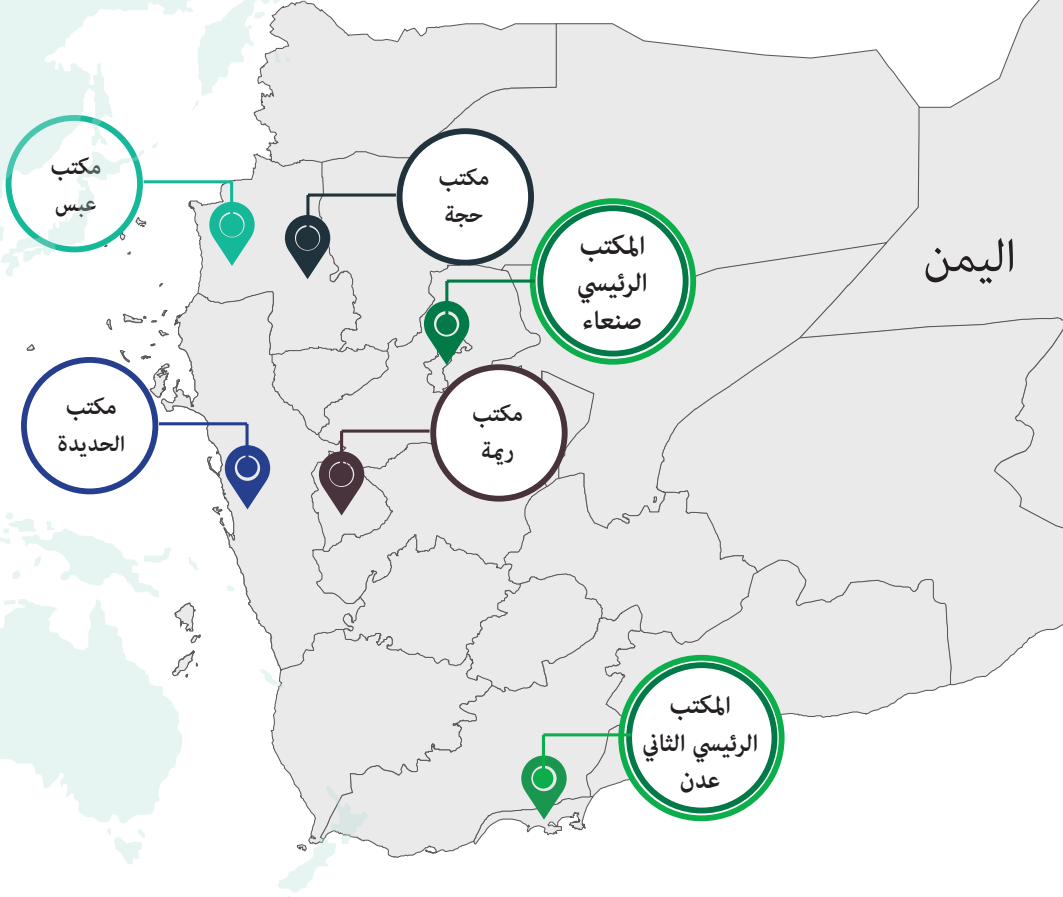 مكتب
عبس
مكتب
حجة
المكتب
الرئيسي
صنعاء
اليمن
مكتب
الحديدة
مكتب
ريمة
المكتب
الرئيسي الثاني
عدن